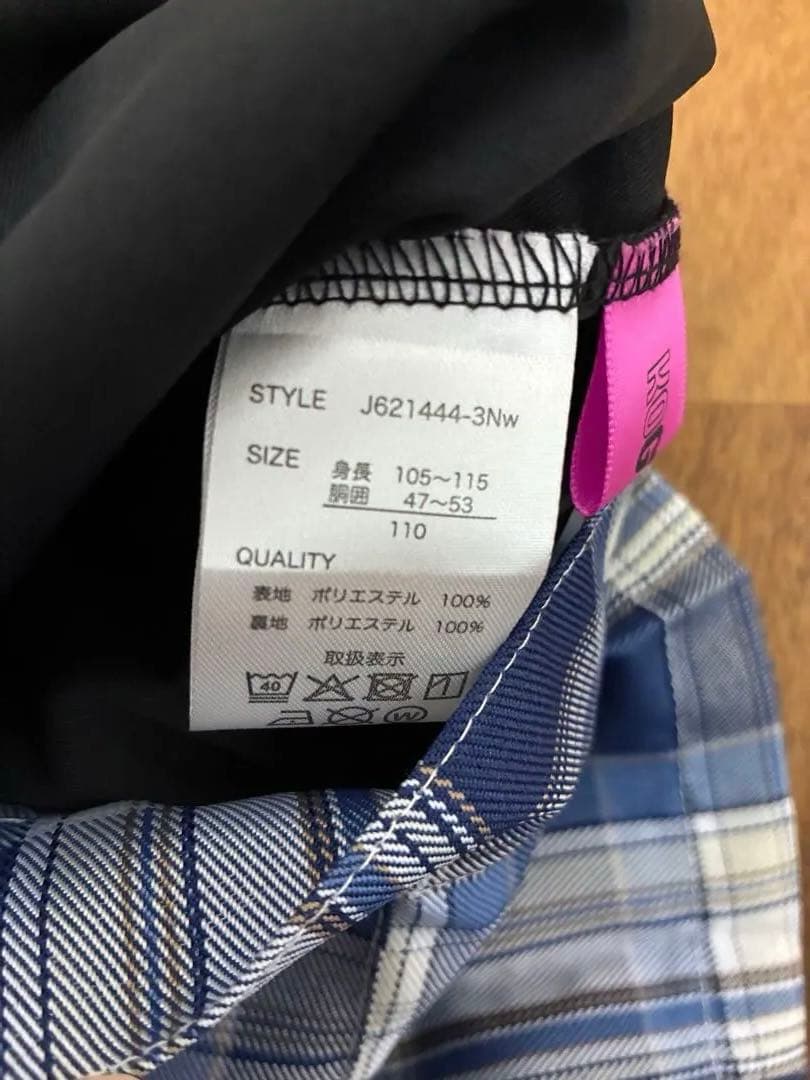 STYLE J621444-3Nw
SIZE 身長 105～115
胴囲 47～53
110
QUALITY
表地 ポリエステル 100%
裏地 ポリエステル 100%
取扱表示
40
W